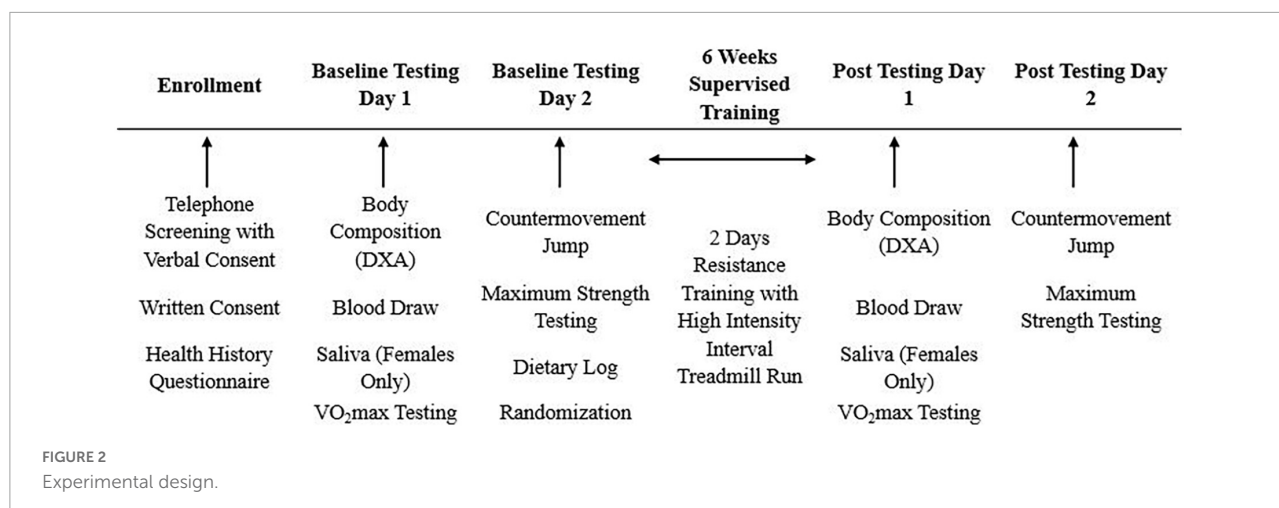 Enrollment
Baseline Testing
Day 1
Baseline Testing
Day 2
6 Weeks
Supervised
Training
Post Testing Day
1
Post Testing Day
2
Telephone
Screening with
Verbal Consent
Written Consent
Health History
Questionnaire
Body
Composition
(DXA)
Blood Draw
Saliva (Females
Only)
VO₂max Testing
Countermovement
Jump
Maximum Strength
Testing
Dietary Log
Randomization
2 Days
Resistance
Training with
High Intensity
Interval
Treadmill Run
Body Composition
(DXA)
Blood Draw
Saliva (Females
Only)
VO₂max Testing
Countermovement
Jump
Maximum
Strength Testing
FIGURE 2
Experimental design.